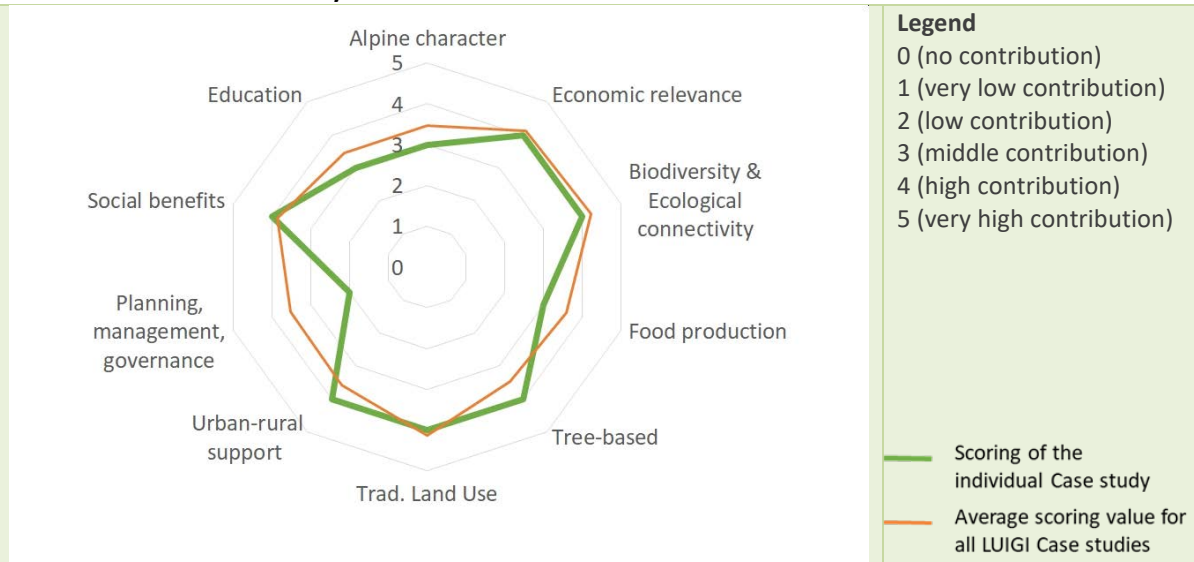 Alpine character
5
Economic relevance
4
Education
3
Biodiversity &
Ecological
connectivity
2
Social benefits
1
0
Planning,
management,
governance
Food production
Urban-rural
support
Tree-based
Trad. Land Use
Legend
0 (no contribution)
1 (very low contribution)
2 (low contribution)
3 (middle contribution)
4 (high contribution)
5 (very high contribution)
Scoring of the
individual Case study
Average scoring value for
all LUIGI Case studies